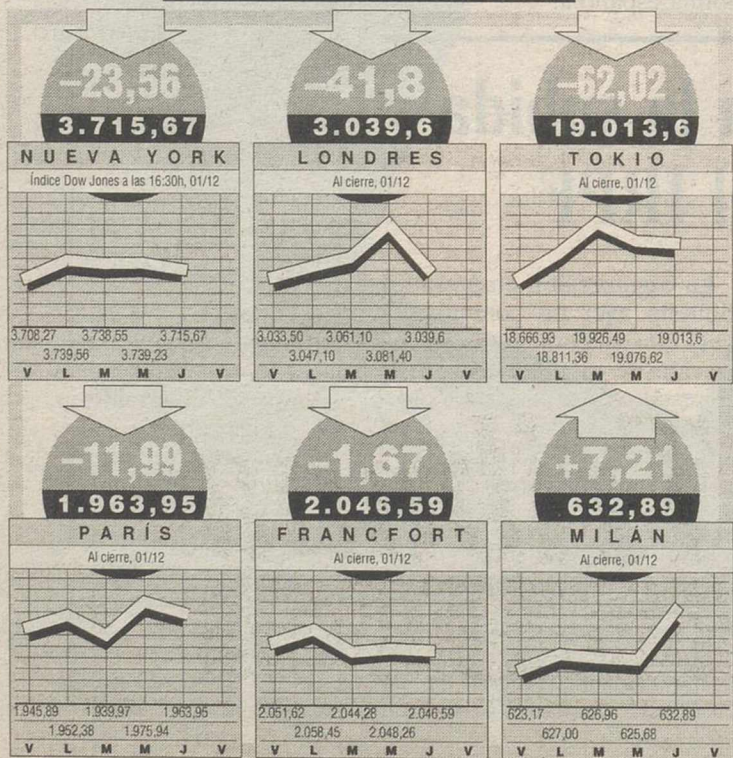 −23,56
3.715,67
NUEVA YORK
Índice Dow Jones a las 16:30h, 01/12
3.708,27 3.738,55 3.715,67
3.739,56 3.739,23
V L M M J V
−41,8
3.039,6
LONDRES
Al cierre, 01/12
3.033,50 3.061,10 3.039,6
3.047,10 3.081,40
V L M M J V
−62,02
19.013,6
TOKIO
Al cierre, 01/12
18.666,93 19.926,49 19.013,6
18.811,36 19.076,62
V L M M J V
−11,99
1.963,95
PARÍS
Al cierre, 01/12
1.945,89 1.939,97 1.963,95
1.952,38 1.975,94
V L M M J V
−1,67
2.046,59
FRANCFORT
Al cierre, 01/12
2.051,62 2.044,28 2.046,59
2.058,45 2.048,26
V L M M J V
+7,21
632,89
MILÁN
Al cierre, 01/12
623,17 626,96 632,89
627,00 625,68
V L M M J V